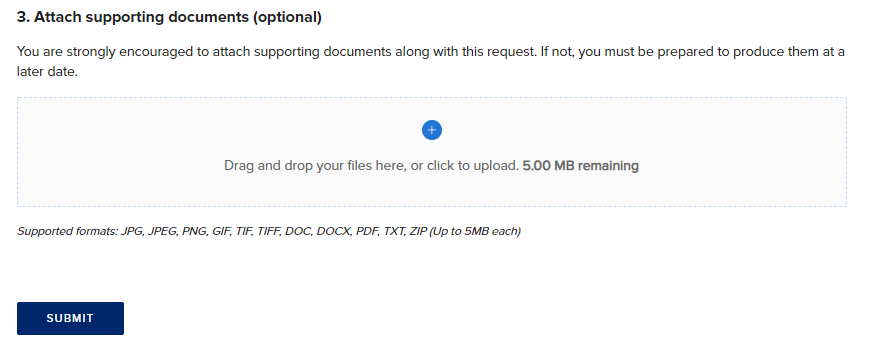 3. Attach supporting documents (optional)
You are strongly encouraged to attach supporting documents along with this request. If not, you must be prepared to produce them at a
later date.
Drag and drop your files here, or click to upload. 5.00 MB remaining
Supported formats: JPG, JPEG, PNG, GIF, TIF, TIFF, DOC, DOCX, PDF, TXT, ZIP (Up to 5MB each)
SUBMIT